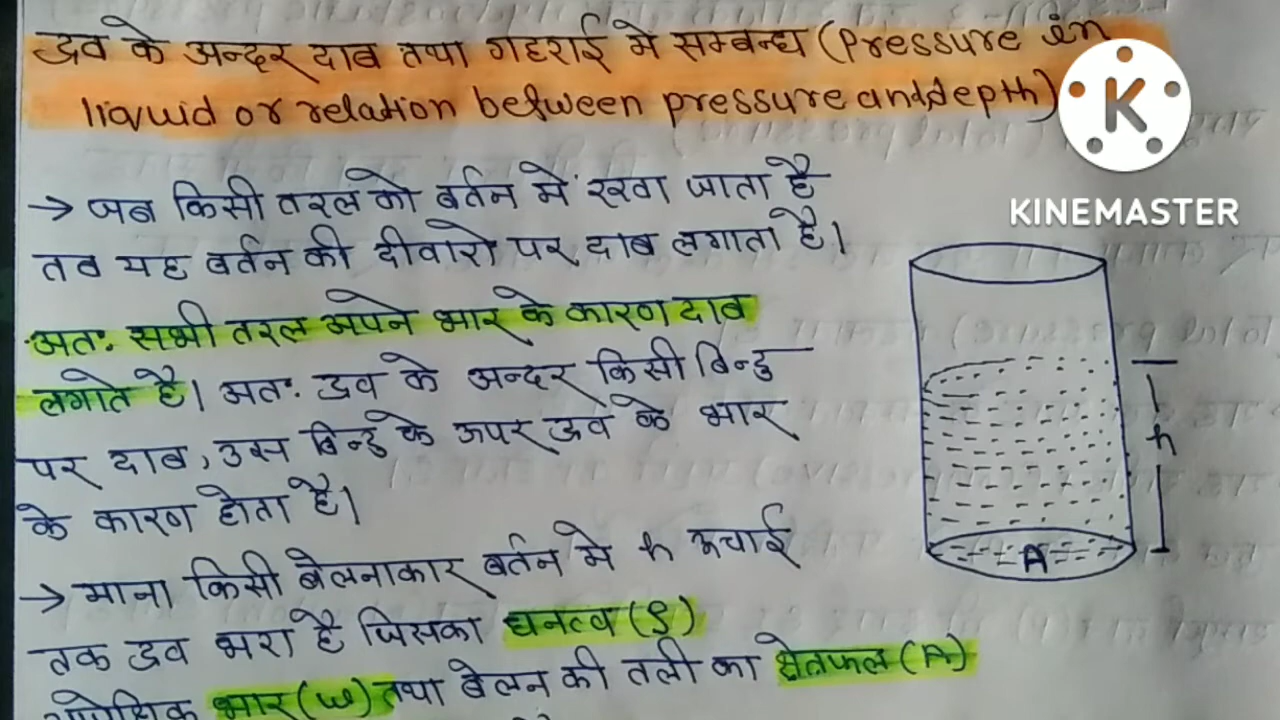 द्रव के अन्दर दाब तथा गहराई मे सम्बन्ध (Pressure in
liquid or relation between pressure and depth)
K
KINEMASTER
→ जब किसी तरल को बर्तन में रखा जाता है
तब यह बर्तन की दीवारो पर दाब लगाता है।
अतः सभी तरल अपने भार के कारण दाब
लगाते है। अतः द्रव के अन्दर किसी बिन्दु
पर दाब, उस बिन्दु के ऊपर द्रव के भार
के कारण होता है।
→ माना किसी बेलनाकार बर्तन मे h ऊचाई
तक द्रव भरा है जिसका घनत्व (ρ)
भार (w) तथा बेलन की तली का क्षेत्रफल (A)
h
A